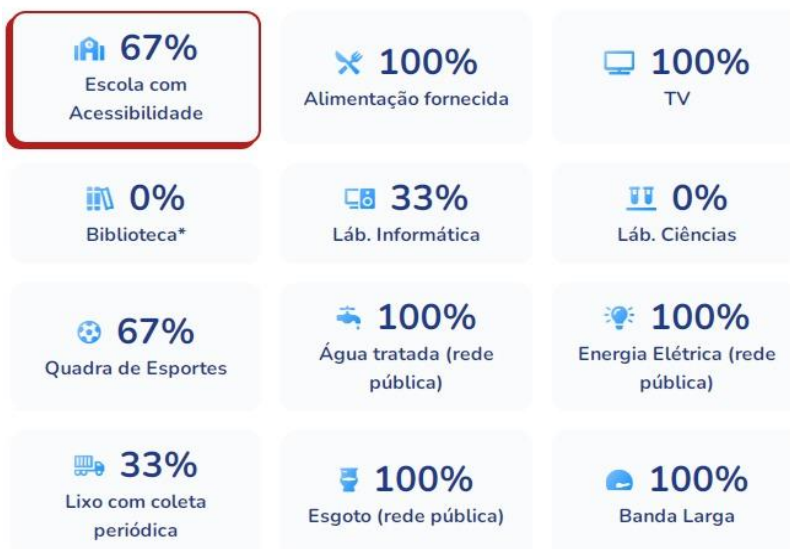 67%
Escola com
Acessibilidade
100%
Alimentação fornecida
100%
TV
0%
Biblioteca*
33%
Láb. Informática
0%
Láb. Ciências
67%
Quadra de Esportes
100%
Água tratada (rede
pública)
100%
Energia Elétrica (rede
pública)
33%
Lixo com coleta
periódica
100%
Esgoto (rede pública)
100%
Banda Larga